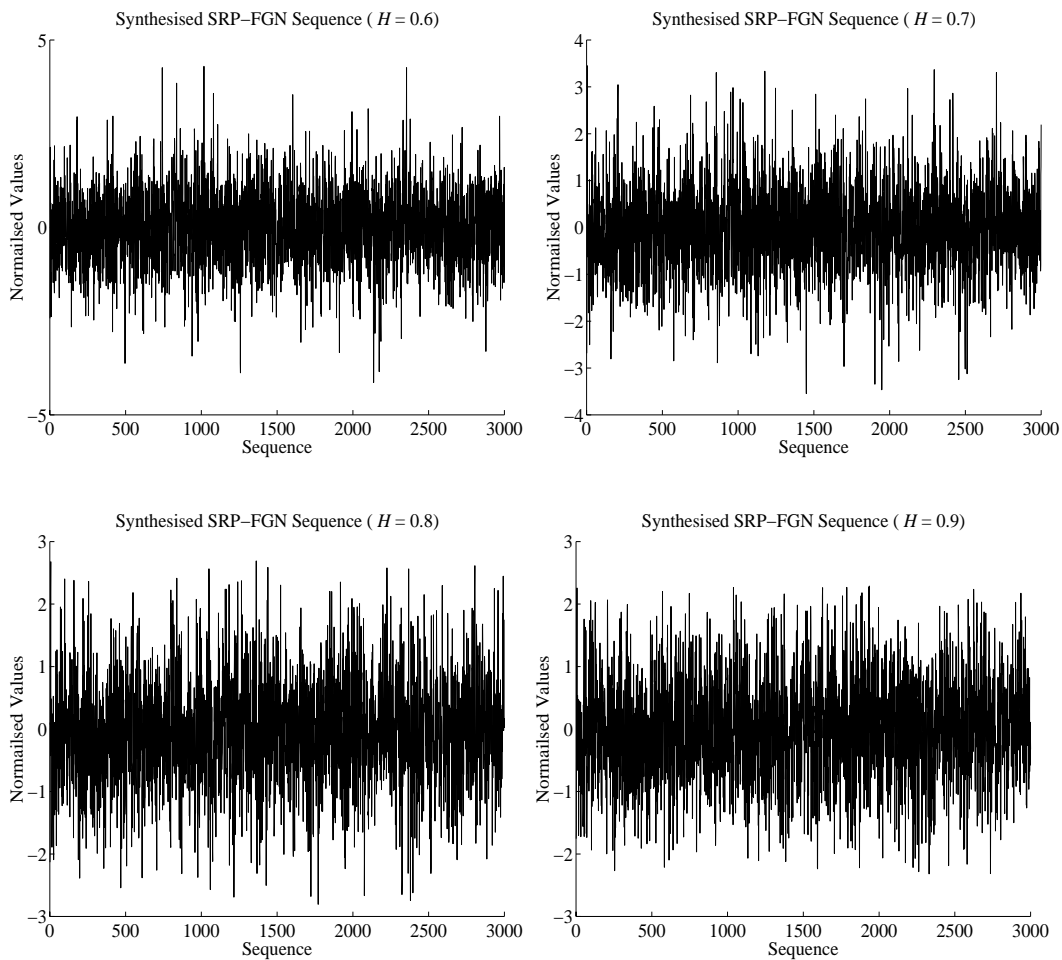 Synthesised SRP−FGN Sequence ( H = 0.6)
5
0
−5
Normailsed Values
0 500 1000 1500 2000 2500 3000
Sequence
Synthesised SRP−FGN Sequence ( H = 0.7)
4
3
2
1
0
−1
−2
−3
−4
Normailsed Values
0 500 1000 1500 2000 2500 3000
Sequence
Synthesised SRP−FGN Sequence ( H = 0.8)
3
2
1
0
−1
−2
−3
Normailsed Values
0 500 1000 1500 2000 2500 3000
Sequence
Synthesised SRP−FGN Sequence ( H = 0.9)
3
2
1
0
−1
−2
−3
Normailsed Values
0 500 1000 1500 2000 2500 3000
Sequence